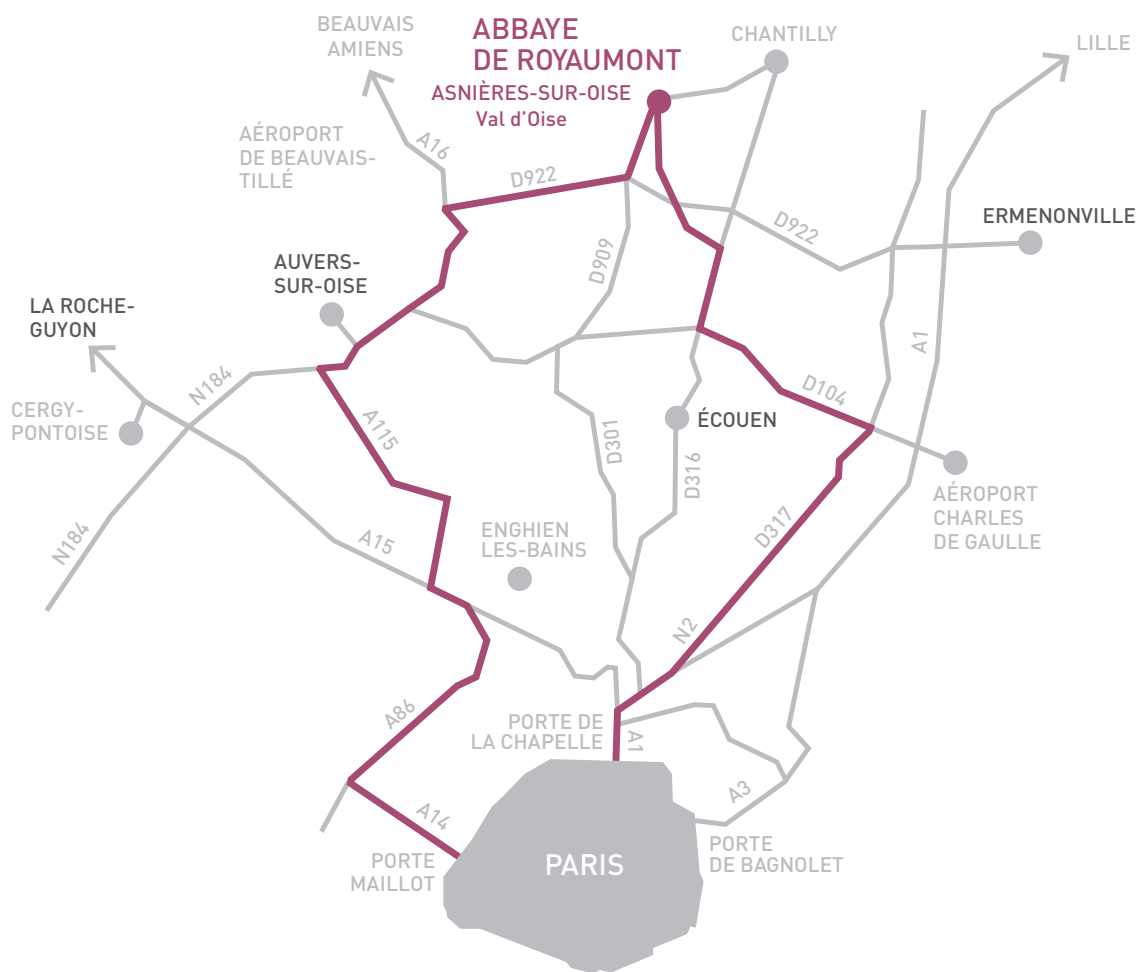 BEAUVAIS
AMIENS
ABBAYE
DE ROYAUMONT
ASNIÈRES-SUR-OISE
Val d'Oise
CHANTILLY
LILLE
AÉROPORT
DE BEAUVAIS-
TILLÉ
A16
D922
D922
ERMENONVILLE
D909
AUVERS-
SUR-OISE
LA ROCHE-
GUYON
A1
N184
CERGY-
PONTOISE
A115
D104
ÉCOUEN
D301
D316
AÉROPORT
CHARLES
DE GAULLE
N184
A15
ENGHIEN
LES-BAINS
D317
N2
A86
PORTE DE
LA CHAPELLE
A1
A3
A14
PORTE
MAILLOT
PARIS
PORTE
DE BAGNOLET